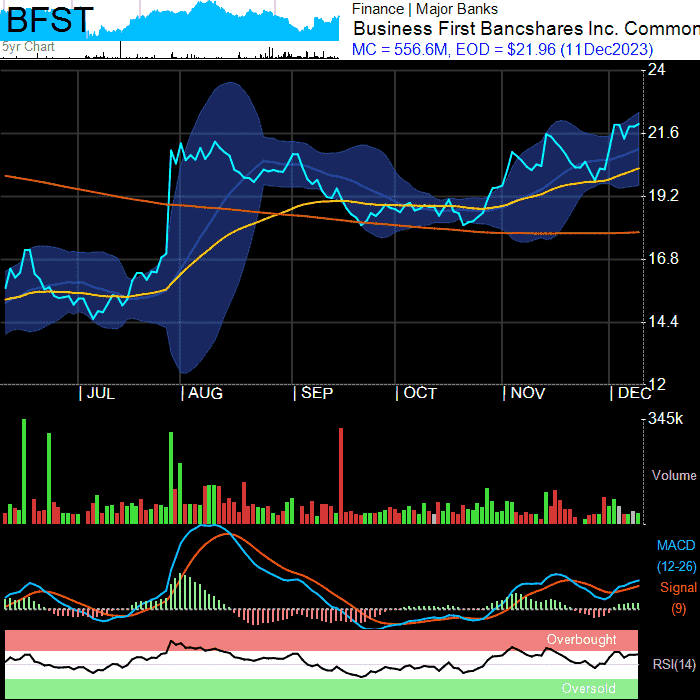 BFST
5yr Chart
Finance | Major Banks
Business First Bancshares Inc. Common
MC = 556.6M, EOD = $21.96 (11Dec2023)
24
21.6
19.2
16.8
14.4
12
| JUL | AUG | SEP | OCT | NOV | DEC
345k
Volume
MACD
(12-26)
Signal
(9)
Overbought
RSI(14)
Oversold